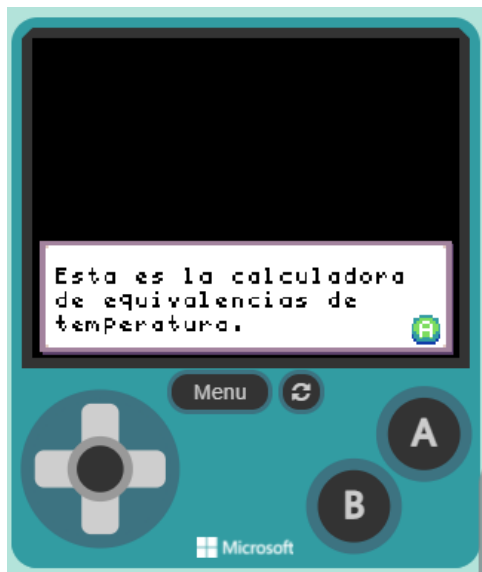 Esta es la calculadora
de equivalencias de
temperatura.
A
Menu
A
B
Microsoft